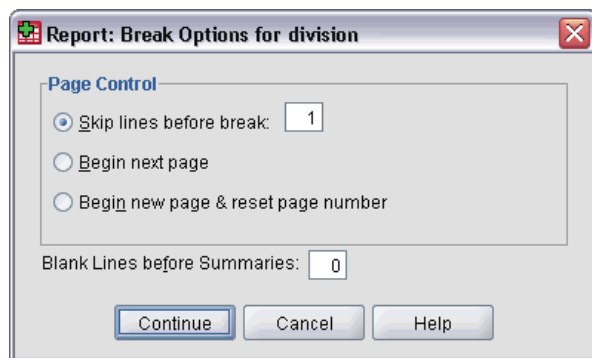 Report: Break Options for division
Page Control
Skip lines before break: 1
Begin next page
Begin new page & reset page number
Blank Lines before Summaries: 0
Continue Cancel Help